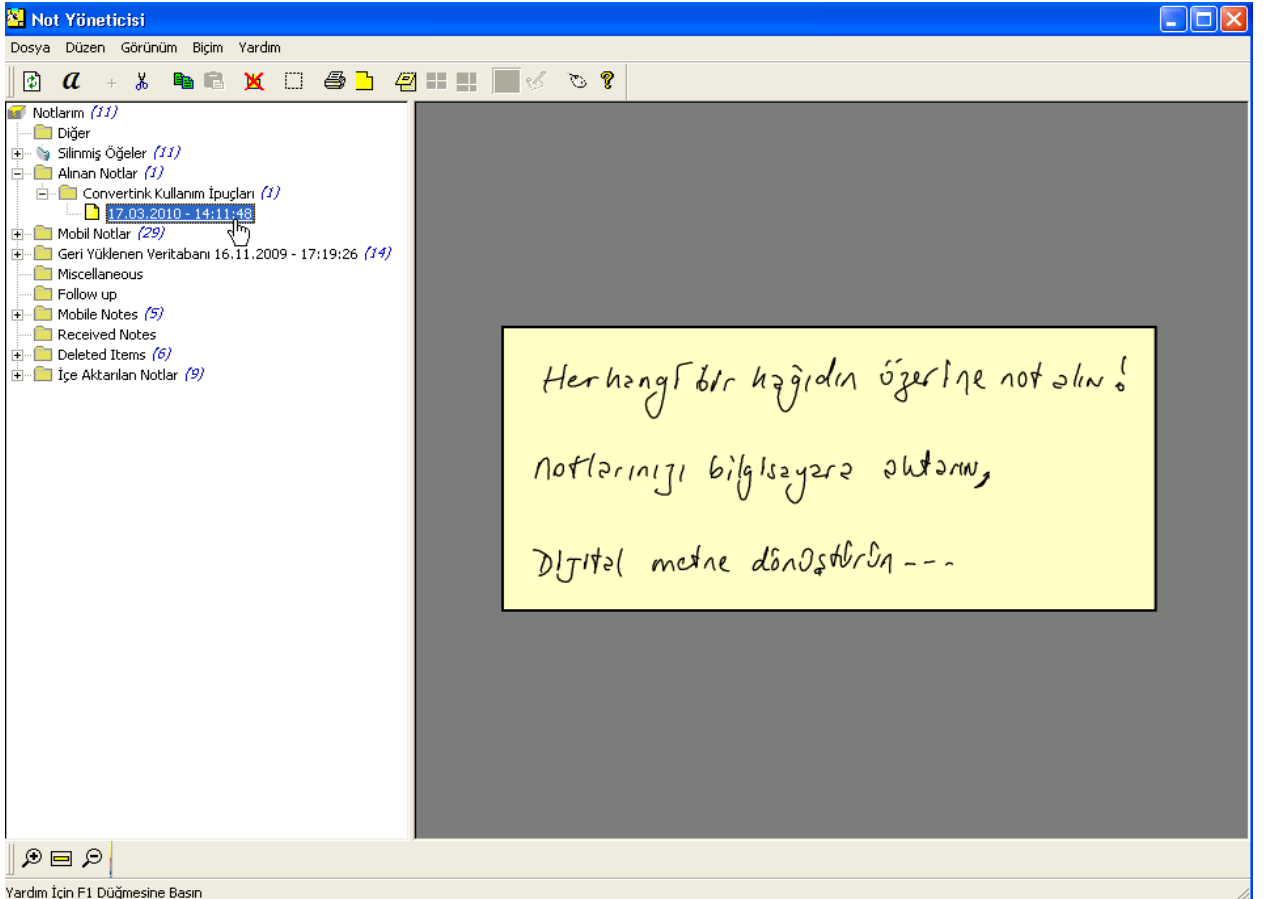 Not Yöneticisi
Dosya Düzen Görünüm Biçim Yardım
Notlarım (11)
Diğer
Silinmiş Öğeler (11)
Alınan Notlar (1)
Convertink Kullanım İpuçları (1)
17.03.2010 - 14:11:48
Mobil Notlar (29)
Geri Yüklenen Veritabanı 16.11.2009 - 17:19:26 (14)
Miscellaneous
Follow up
Mobile Notes (5)
Received Notes
Deleted Items (6)
İçe Aktarılan Notlar (9)
Herhangi bir kağıdın üzerine not alın!
notlarınızı bilgisayara aktarın,
Dijital metne dönüştürün ---
Yardım İçin F1 Düğmesine Basın